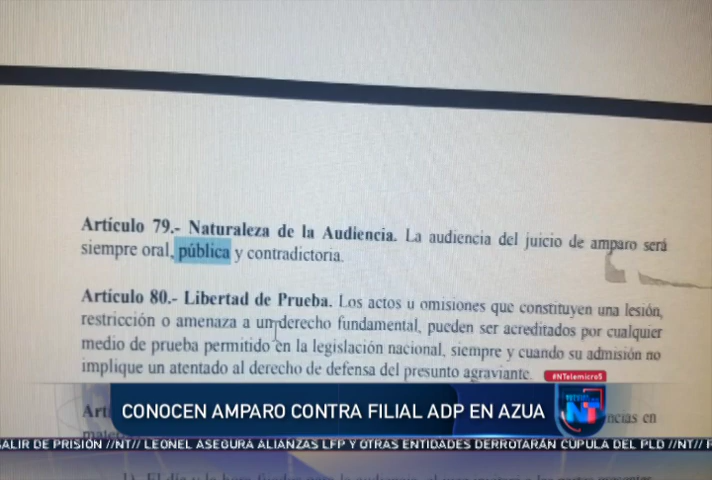 Artículo 79.- Naturaleza de la Audiencia. La audiencia del juicio de amparo será
siempre oral, pública y contradictoria.
Artículo 80.- Libertad de Prueba. Los actos u omisiones que constituyen una lesión,
restricción o amenaza a un derecho fundamental, pueden ser acreditados por cualquier
medio de prueba permitido en la legislación nacional, siempre y cuando su admisión no
implique un atentado al derecho de defensa del presunto agraviante.
#NTelemicro5
CONOCEN AMPARO CONTRA FILIAL ADP EN AZUA
NT
ncias en
SALIR DE PRISIÓN //NT// LEONEL ASEGURA ALIANZAS LFP Y OTRAS ENTIDADES DERROTARÁN CÚPULA DEL PLD //NT//